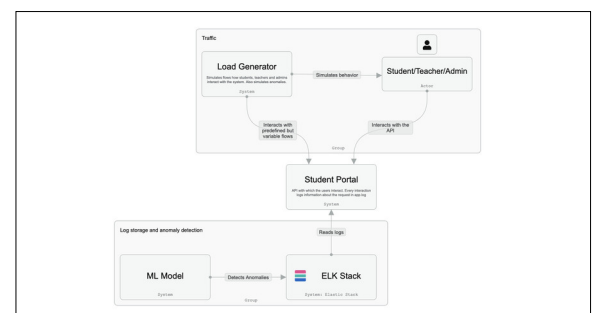 Traffic
Load Generator
Simulates flows how students, teachers and admins
interact with the system. Also simulates anomalies.
System
Simulates behavior
Student/Teacher/Admin
Actor
Interacts with
predefined but
variable flows
Interacts with the
API
Group
Student Portal
API with which the users interact. Every interaction
logs information about the request in app.log
System
Log storage and anomaly detection
Reads logs
ML Model
System
Detects Anomalies
ELK Stack
System: Elastic Stack
Group